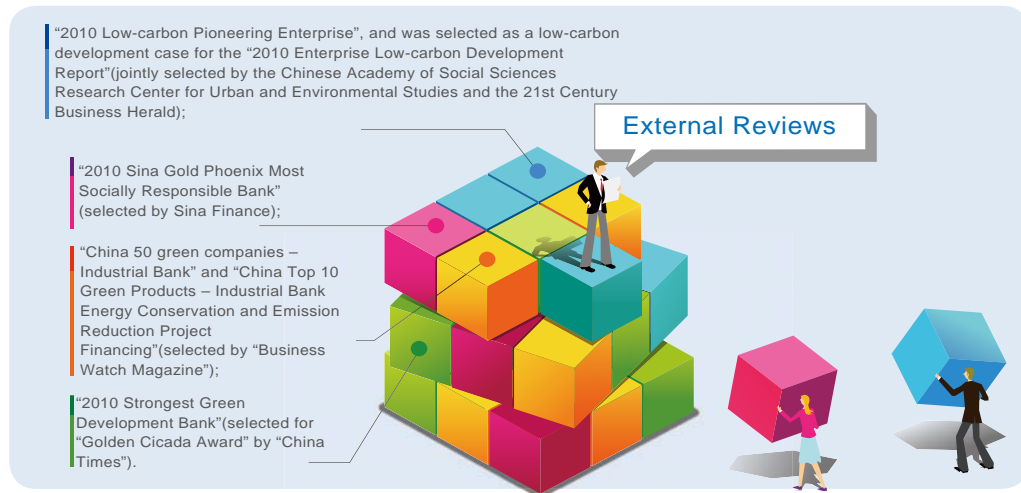 “2010 Low-carbon Pioneering Enterprise”, and was selected as a low-carbon
development case for the “2010 Enterprise Low-carbon Development
Report”(jointly selected by the Chinese Academy of Social Sciences
Research Center for Urban and Environmental Studies and the 21st Century
Business Herald);
External Reviews
“2010 Sina Gold Phoenix Most
Socially Responsible Bank”
(selected by Sina Finance);
“China 50 green companies –
Industrial Bank” and “China Top 10
Green Products – Industrial Bank
Energy Conservation and Emission
Reduction Project
Financing”(selected by “Business
Watch Magazine”);
“2010 Strongest Green
Development Bank”(selected for
“Golden Cicada Award” by “China
Times”).